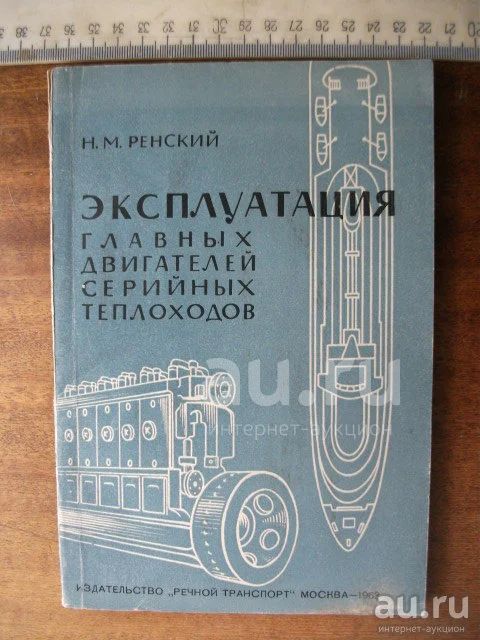 Н. М. РЕНСКИЙ
ЭКСПЛУАТАЦИЯ
ГЛАВНЫХ
ДВИГАТЕЛЕЙ
СЕРИЙНЫХ
ТЕПЛОХОДОВ
au.ru
интернет-аукцион
ИЗДАТЕЛЬСТВО „РЕЧНОЙ ТРАНСПОРТ" МОСКВА—
au.ru
интернет-аукцион